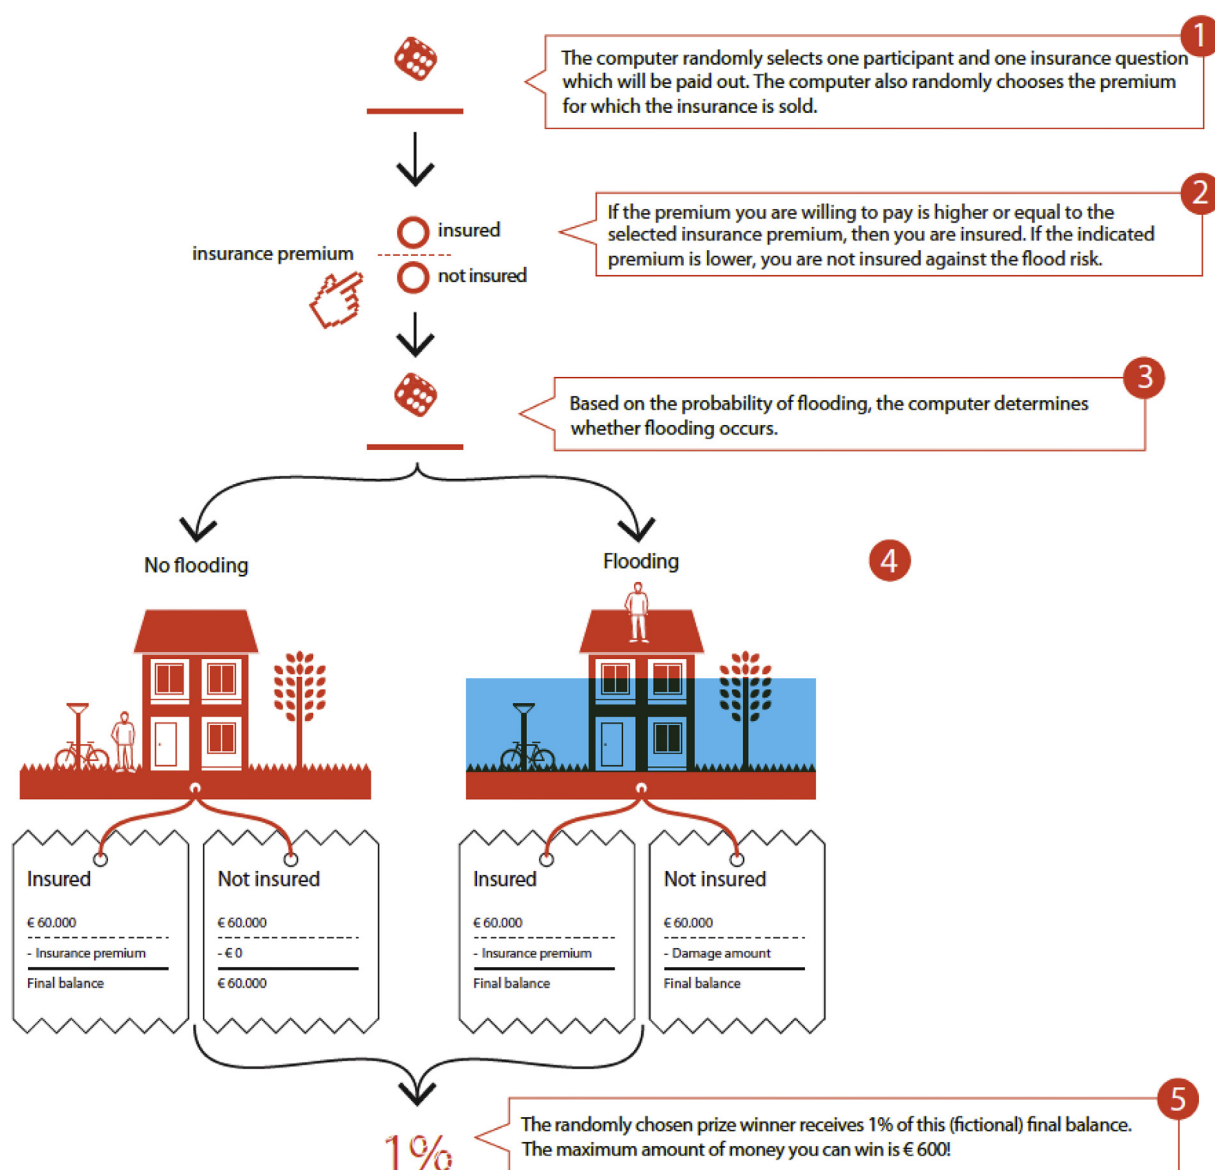 1
The computer randomly selects one participant and one insurance question
which will be paid out. The computer also randomly chooses the premium
for which the insurance is sold.
2
If the premium you are willing to pay is higher or equal to the
selected insurance premium, then you are insured. If the indicated
premium is lower, you are not insured against the flood risk.
insured
insurance premium
not insured
3
Based on the probability of flooding, the computer determines
whether flooding occurs.
4
No flooding
Flooding
Insured
€ 60.000
- Insurance premium
Final balance
Not insured
€ 60.000
- € 0
€ 60.000
Insured
€ 60.000
- Insurance premium
Final balance
Not insured
€ 60.000
- Damage amount
Final balance
5
The randomly chosen prize winner receives 1% of this (fictional) final balance.
The maximum amount of money you can win is € 600!
1%